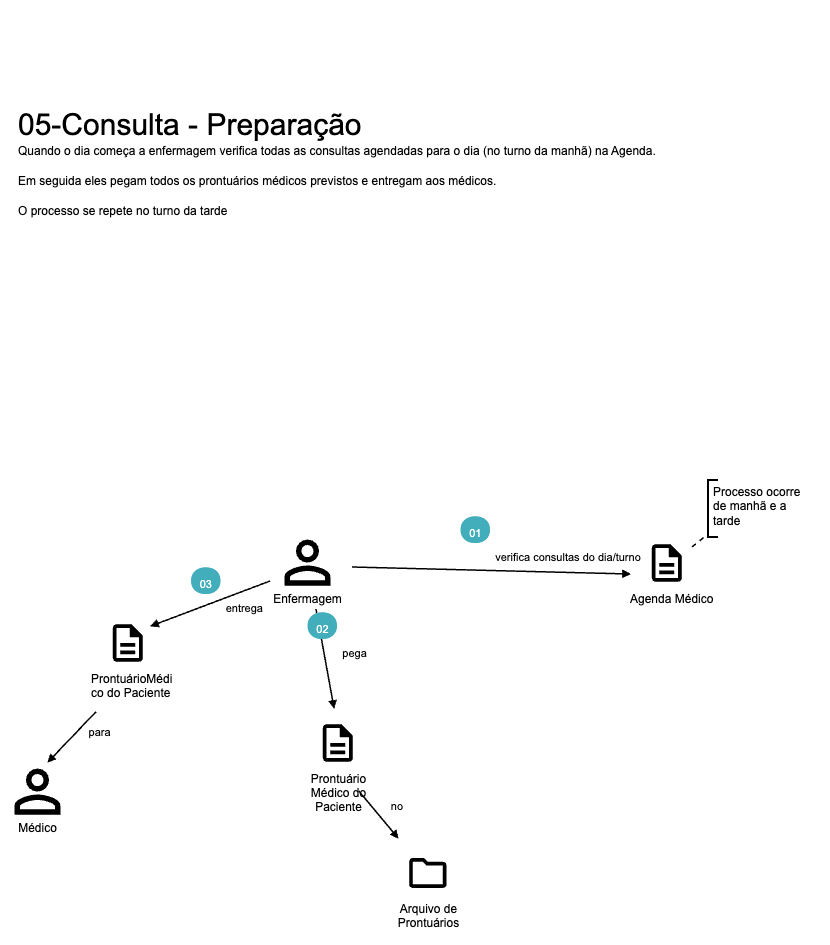 05-Consulta - Preparação
Quando o dia começa a enfermagem verifica todas as consultas agendadas para o dia (no turno da manhã) na Agenda.
Em seguida eles pegam todos os prontuários médicos previstos e entregam aos médicos.
O processo se repete no turno da tarde
Processo ocorre
de manhã e a
tarde
01
verifica consultas do dia/turno
Agenda Médico
03
entrega
Enfermagem
02
pega
ProntuárioMédi
co do Paciente
para
Médico
Prontuário
Médico do
Paciente
no
Arquivo de
Prontuários